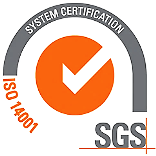 SYSTEM CERTIFICATION
ISO 14001
SGS